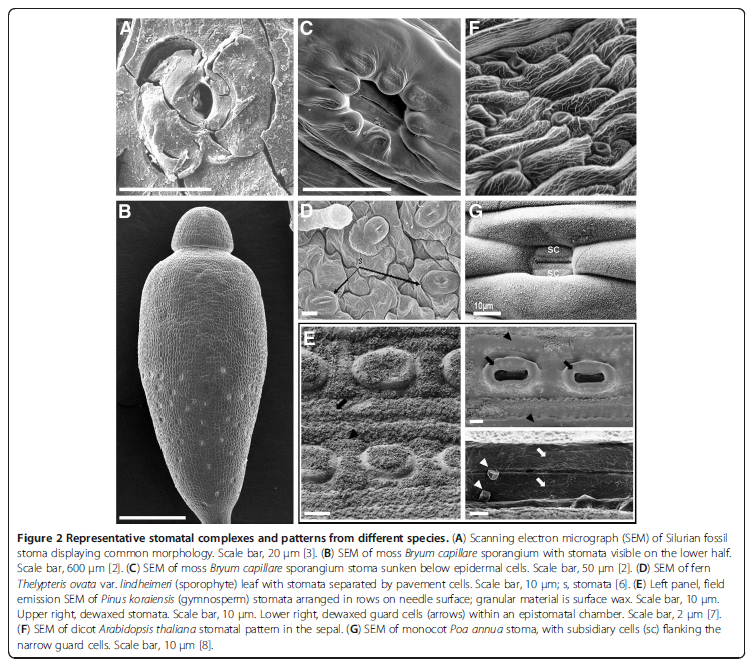 A
C
F
B
D
s
G
SC
SC
10µm
E
Figure 2 Representative stomatal complexes and patterns from different species. (A) Scanning electron micrograph (SEM) of Silurian fossil
stoma displaying common morphology. Scale bar, 20 μm [3]. (B) SEM of moss Bryum capillare sporangium with stomata visible on the lower half.
Scale bar, 600 μm [2]. (C) SEM of moss Bryum capillare sporangium stoma sunken below epidermal cells. Scale bar, 50 μm [2]. (D) SEM of fern
Thelypteris ovata var. lindheimeri (sporophyte) leaf with stomata separated by pavement cells. Scale bar, 10 μm; s, stomata [6]. (E) Left panel, field
emission SEM of Pinus koraiensis (gymnosperm) stomata arranged in rows on needle surface; granular material is surface wax. Scale bar, 10 μm.
Upper right, dewaxed stomata. Scale bar, 10 μm. Lower right, dewaxed guard cells (arrows) within an epistomatal chamber. Scale bar, 2 μm [7].
(F) SEM of dicot Arabidopsis thaliana stomatal pattern in the sepal. (G) SEM of monocot Poa annua stoma, with subsidiary cells (sc) flanking the
narrow guard cells. Scale bar, 10 μm [8].